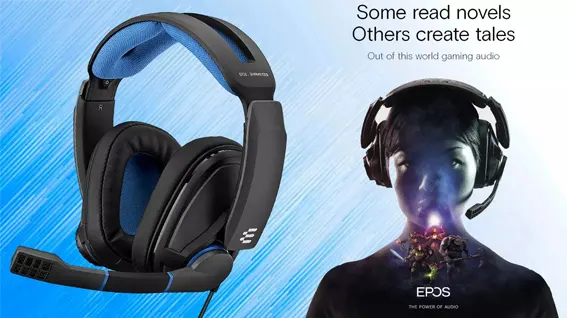 Some read novels
Others create tales
Out of this world gaming audio
R
EPOS
THE POWER OF AUDIO